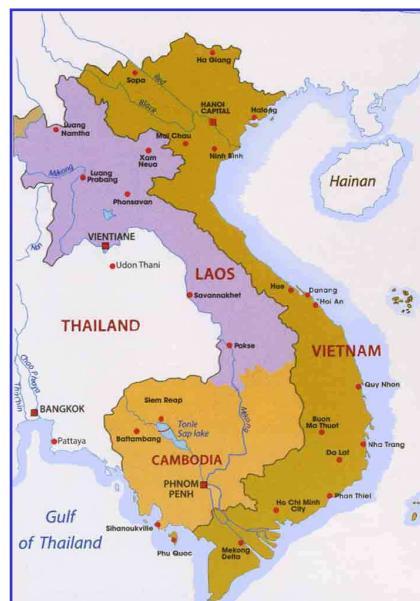 Ha Giang
Sapa
Red
Black
HANOI
CAPITAL
Halong
Mai Chau
Ninh Binh
Luang
Namtha
Xam
Neua
Mekong
Luang
Prabang
Phonsavan
Hainan
VIENTIANE
Udon Thani
LAOS
Savannakhet
Hue
Danang
Hoi An
THAILAND
Pakse
VIETNAM
Siem Reap
Mekong
Quy Nhon
BANGKOK
Tonle
Sap lake
Battambang
Buon
Ma Thuot
Pattaya
Nha Trang
CAMBODIA
Da Lat
PHNOM
PENH
Phan Thiet
Ho Chi Minh
City
Gulf
of Thailand
Sihanoukville
Phu Quoc
Mekong
Delta